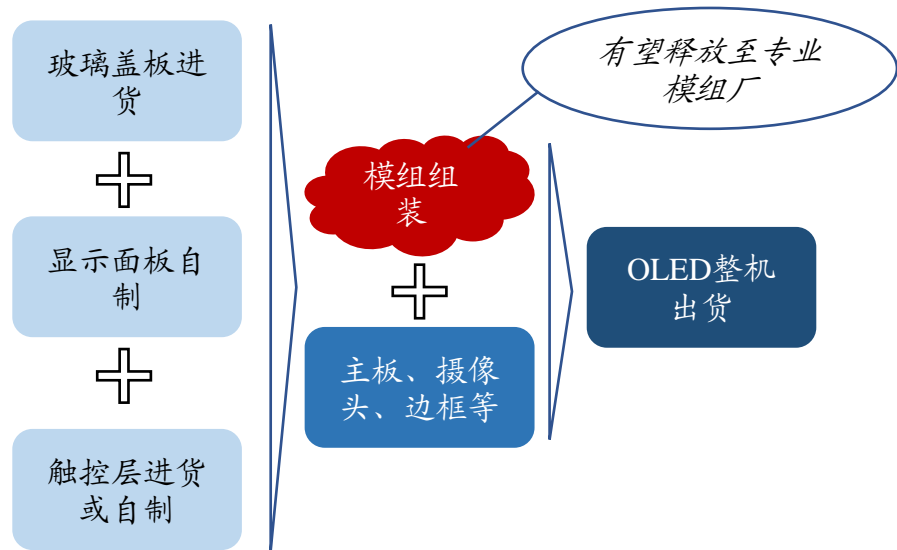 玻璃盖板进
货
显示面板自
制
触控层进货
或自制
有望释放至专业
模组厂
模组组
装
主板、摄像
头、边框等
OLED整机
出货